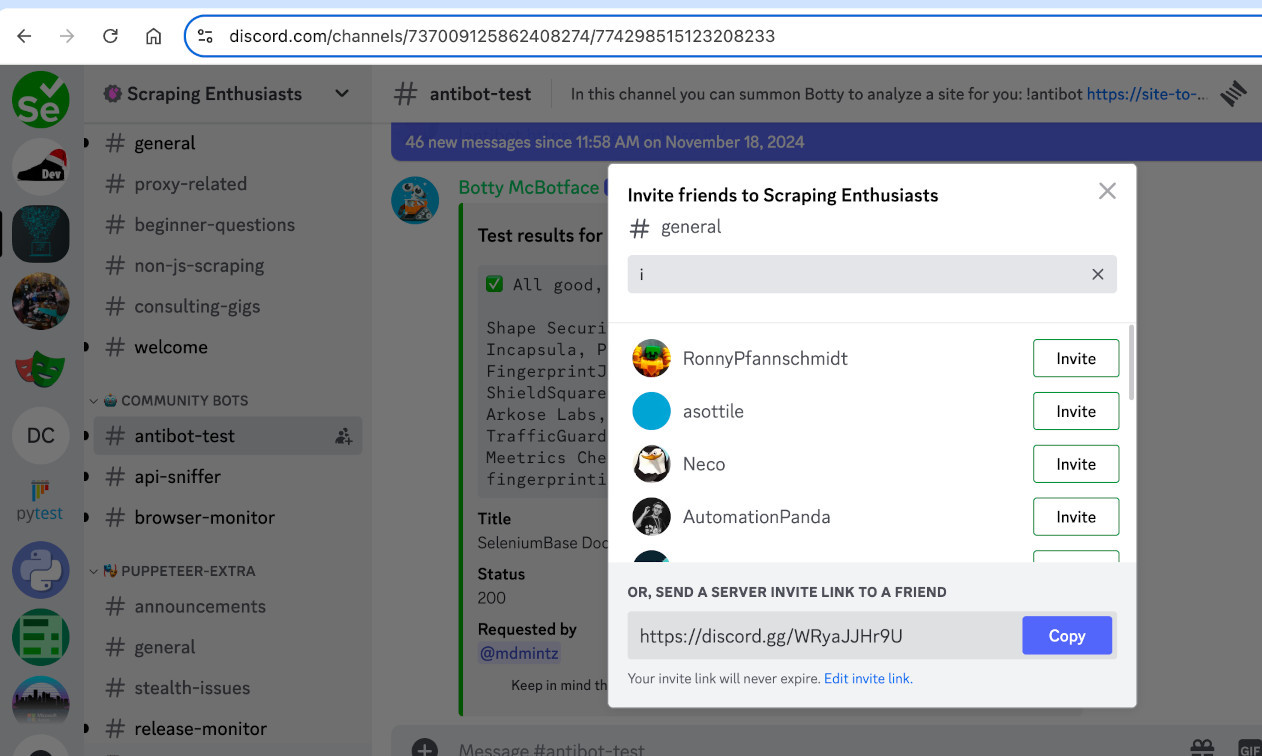 discord.com/channels/737009125862408274/774298515123208233
Se
Dev
DC
pytest
Scraping Enthusiasts
# general
# proxy-related
# beginner-questions
# non-js-scraping
# consulting-gigs
# welcome
COMMUNITY BOTS
# antibot-test
# api-sniffer
# browser-monitor
PUPPETEER-EXTRA
# announcements
# general
# stealth-issues
# release-monitor
# antibot-test
In this channel you can summon Botty to analyze a site for you: !antibot https://site-to-...
46 new messages since 11:58 AM on November 18, 2024
Botty McBotface
Test results for
All good,
Shape Securi
Incapsula, P
FingerprintJ
ShieldSquare
Arkose Labs,
TrafficGuard
Meetrics Che
fingerprinti
Title
SeleniumBase Doc
Status
200
Requested by
@mdmintz
Keep in mind th
Message #antibot-test
GIF
Invite friends to Scraping Enthusiasts
# general
i
RonnyPfannschmidt
Invite
asottile
Invite
Neco
Invite
AutomationPanda
Invite
OR, SEND A SERVER INVITE LINK TO A FRIEND
https://discord.gg/WRyaJJHr9U
Copy
Your invite link will never expire. Edit invite link.